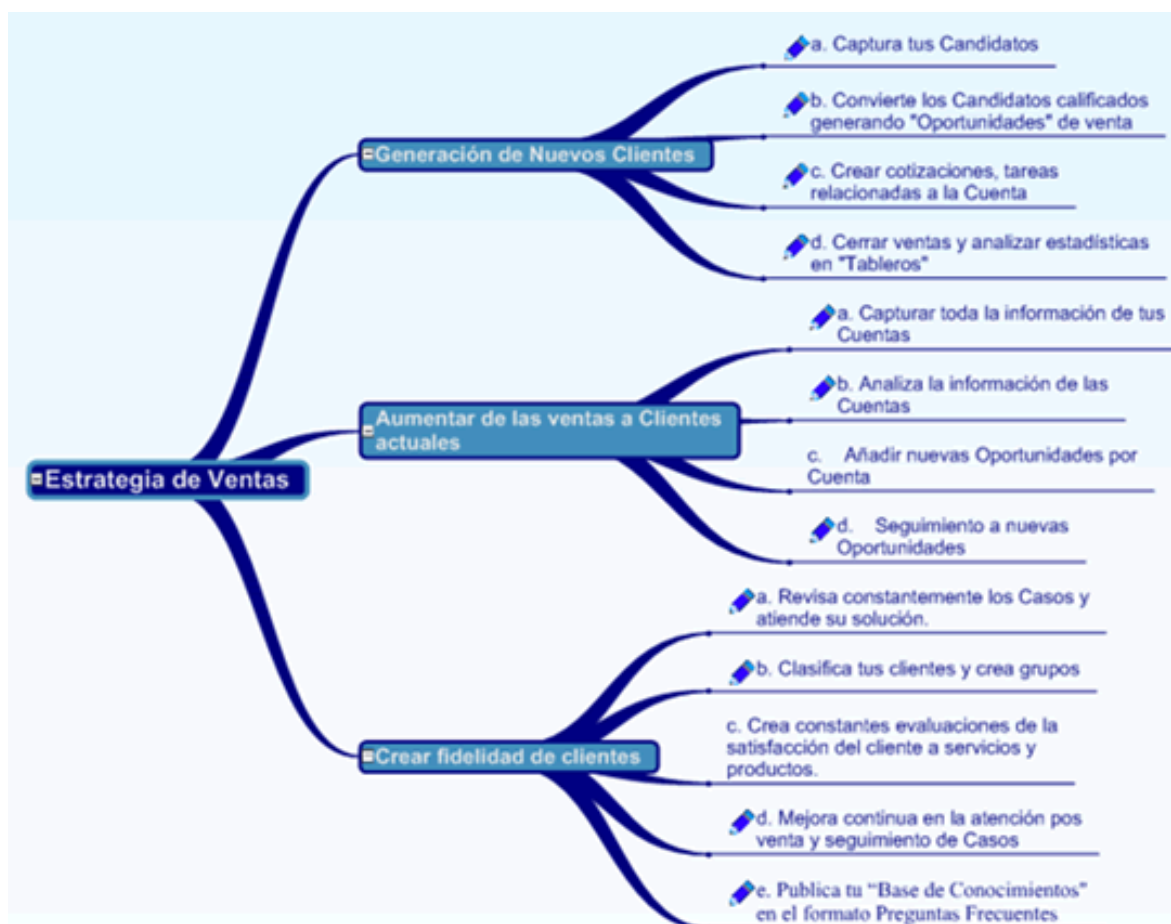 Estrategia de Ventas
Generación de Nuevos Clientes
a. Captura tus Candidatos
b. Convierte los Candidatos calificados
generando "Oportunidades" de venta
c. Crear cotizaciones, tareas
relacionadas a la Cuenta
d. Cerrar ventas y analizar estadísticas
en "Tableros"
Aumentar de las ventas a Clientes
actuales
a. Capturar toda la información de tus
Cuentas
b. Analiza la información de las
Cuentas
c. Añadir nuevas Oportunidades por
Cuenta
d. Seguimiento a nuevas
Oportunidades
Crear fidelidad de clientes
a. Revisa constantemente los Casos y
atiende su solución.
b. Clasifica tus clientes y crea grupos
c. Crea constantes evaluaciones de la
satisfacción del cliente a servicios y
productos.
d. Mejora continua en la atención pos
venta y seguimiento de Casos
e. Publica tu “Base de Conocimientos"
en el formato Preguntas Frecuentes